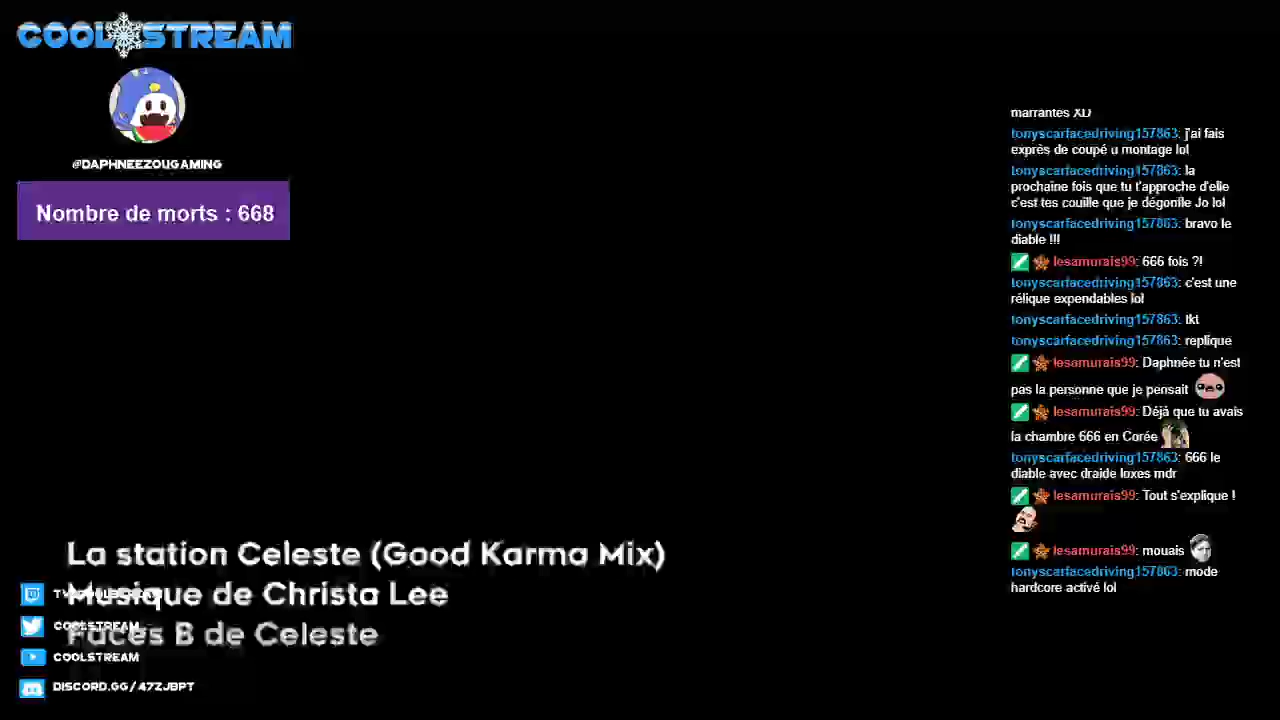 COOL STREAM
@DAPHNEEZOUGAMING
Nombre de morts : 668
marrantes XD
tonyscarfacedriving157863: j'ai fais
exprès de coupé u montage lol
tonyscarfacedriving157863: la
prochaine fois que tu t'approche d'elle
c'est tes couille que je dégonfle Jo lol
tonyscarfacedriving157863: bravo le
diable !!!
lesamurais99: 666 fois ?!
tonyscarfacedriving157863: c'est une
rélique expendables lol
tonyscarfacedriving157863: tkt
tonyscarfacedriving157863: replique
lesamurais99: Daphnée tu n'est
pas la personne que je pensait
lesamurais99: Déjà que tu avais
la chambre 666 en Corée
tonyscarfacedriving157863: 666 le
diable avec draide loxes mdr
lesamurais99: Tout s'explique !
lesamurais99: mouais
tonyscarfacedriving157863: mode
hardcore activé lol
La station Celeste (Good Karma Mix)
Musique de Christa Lee
Faces B de Celeste
COOLSTREAM
COOLSTREAM
DISCORD.GG/47ZJBPT